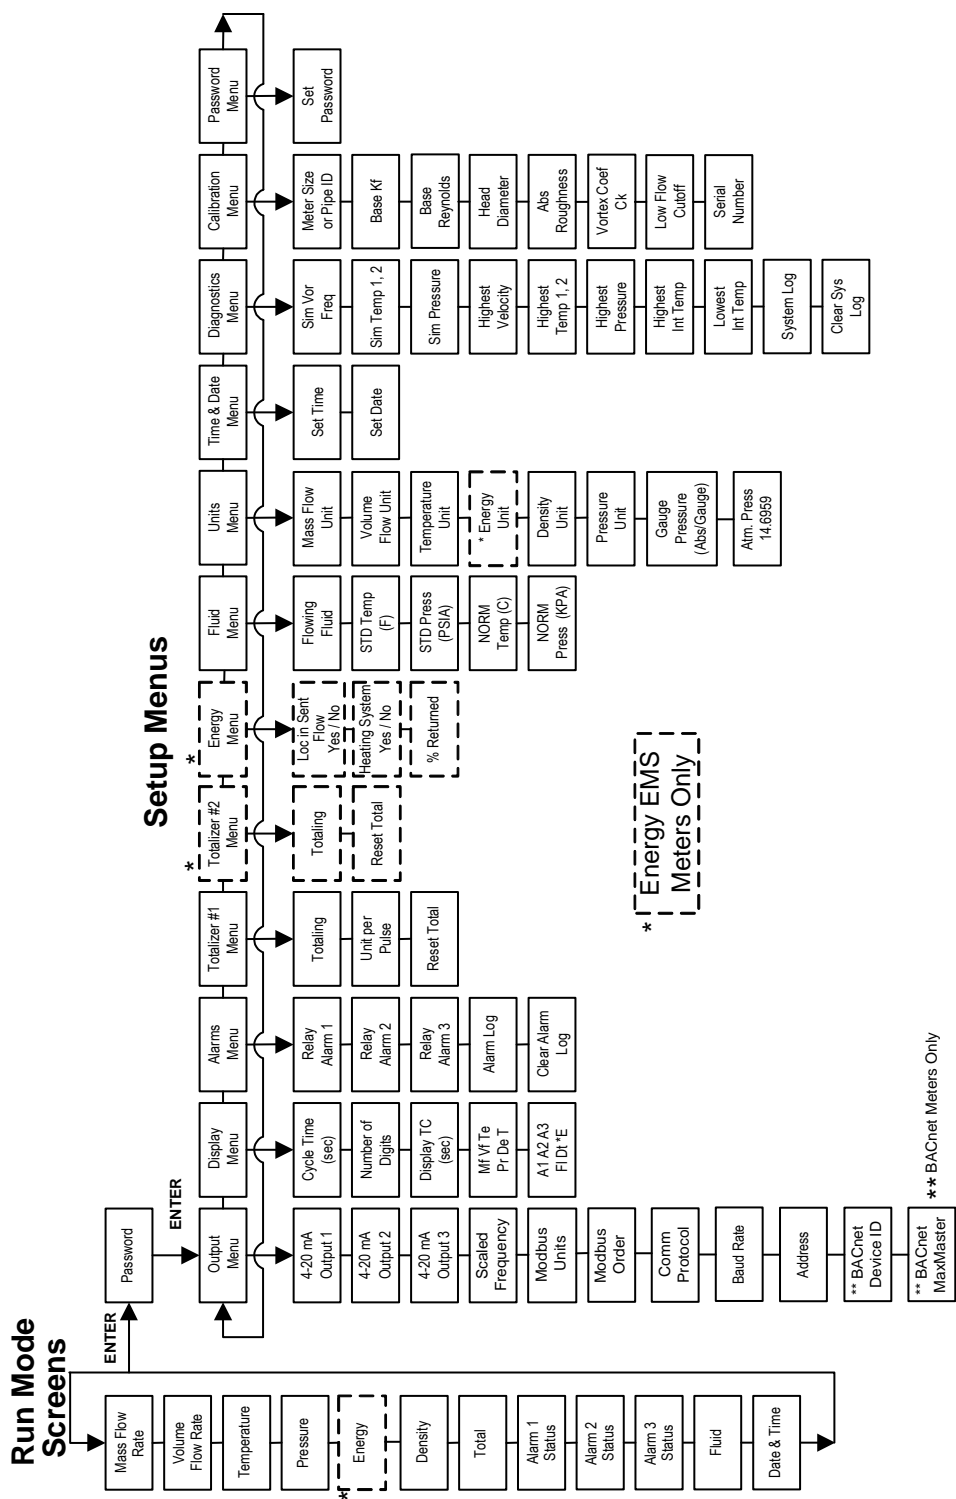 Run Mode
Screens
Mass Flow
Rate
Volume
Flow Rate
Temperature
Pressure
*
Energy
Density
Total
Alarm 1
Status
Alarm 2
Status
Alarm 3
Status
Fluid
Date & Time
ENTER
Password
ENTER
Setup Menus
Output
Menu
4-20 mA
Output 1
4-20 mA
Output 2
4-20 mA
Output 3
Scaled
Frequency
Modbus
Units
Modbus
Order
Comm
Protocol
Baud Rate
Address
** BACnet
Device ID
** BACnet
MaxMaster
** BACnet Meters Only
Display
Menu
Cycle Time
(sec)
Number of
Digits
Display TC
(sec)
Mf Vf Te
Pr De T
A1 A2 A3
Fl Dt *E
Alarms
Menu
Relay
Alarm 1
Relay
Alarm 2
Relay
Alarm 3
Alarm Log
Clear Alarm
Log
Totalizer #1
Menu
Totaling
Unit per
Pulse
Reset Total
*
Totalizer #2
Menu
Totaling
Reset Total
*
Energy
Menu
Loc in Sent
Flow
Yes / No
Heating System
Yes / No
% Returned
* Energy EMS
Meters Only
Fluid
Menu
Flowing
Fluid
STD Temp
(F)
STD Press
(PSIA)
NORM
Temp (C)
NORM
Press (KPA)
Units
Menu
Mass Flow
Unit
Volume
Flow Unit
Temperature
Unit
* Energy
Unit
Density
Unit
Pressure
Unit
Gauge
Pressure
(Abs/Gauge)
Atm. Press
14.6959
Time & Date
Menu
Set Time
Set Date
Diagnostics
Menu
Sim Vor
Freq
Sim Temp 1, 2
Sim Pressure
Highest
Velocity
Highest
Temp 1, 2
Highest
Pressure
Highest
Int Temp
Lowest
Int Temp
System Log
Clear Sys
Log
Calibration
Menu
Meter Size
or Pipe ID
Base Kf
Base
Reynolds
Head
Diameter
Abs
Roughness
Vortex Coef
Ck
Low Flow
Cutoff
Serial
Number
Password
Menu
Set
Password